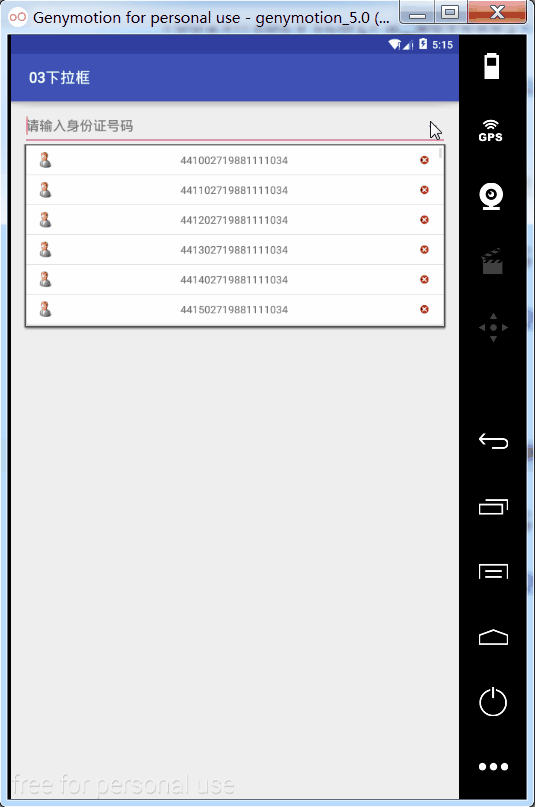 Genymotion for personal use - genymotion_5.0 (...
5:15
03下拉框
请输入身份证号码
441002719881111034
441102719881111034
441202719881111034
441302719881111034
441402719881111034
441502719881111034
GPS
free for personal use